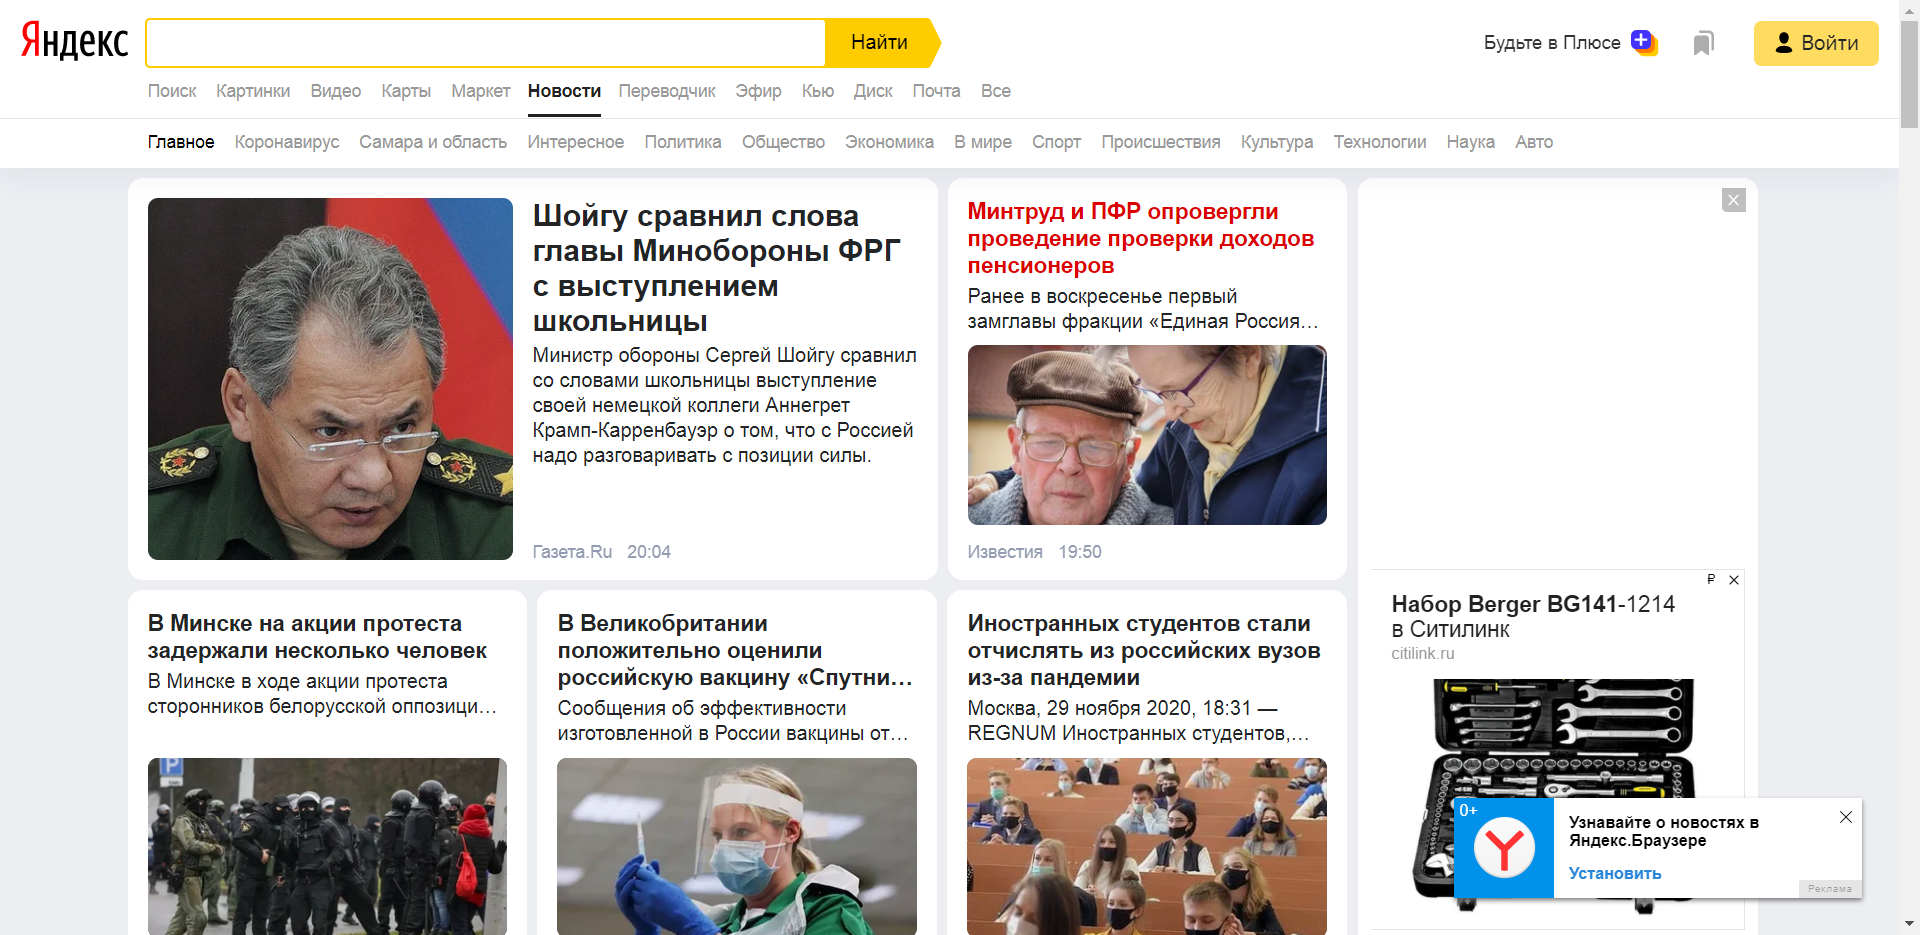 Яндекс
Найти
Будьте в Плюсе
Войти
Поиск Картинки Видео Карты Маркет Новости Переводчик Эфир Кью Диск Почта Все
Главное Коронавирус Самара и область Интересное Политика Общество Экономика В мире Спорт Происшествия Культура Технологии Наука Авто
Шойгу сравнил слова
главы Минобороны ФРГ
с выступлением
школьницы
Министр обороны Сергей Шойгу сравнил
со словами школьницы выступление
своей немецкой коллеги Аннегрет
Крамп-Карренбауэр о том, что с Россией
надо разговаривать с позиции силы.
Газета.Ru 20:04
Минтруд и ПФР опровергли
проведение проверки доходов
пенсионеров
Ранее в воскресенье первый
замглавы фракции «Единая Россия…
Известия 19:50
В Минске на акции протеста
задержали несколько человек
В Минске в ходе акции протеста
сторонников белорусской оппозици…
P
В Великобритании
положительно оценили
российскую вакцину «Спутни…
Сообщения об эффективности
изготовленной в России вакцины от…
Иностранных студентов стали
отчислять из российских вузов
из-за пандемии
Москва, 29 ноября 2020, 18:31 —
REGNUM Иностранных студентов,…
₽
Набор Berger BG141-1214
в Ситилинк
citilink.ru
0+
Y
Узнавайте о новостях в
Яндекс.Браузере
Установить
Реклама